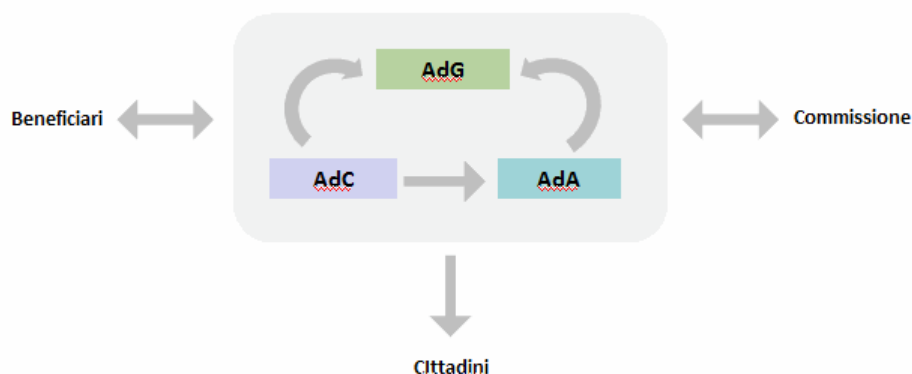 AdG
Beneficiari
Commissione
AdC
AdA
CIttadini